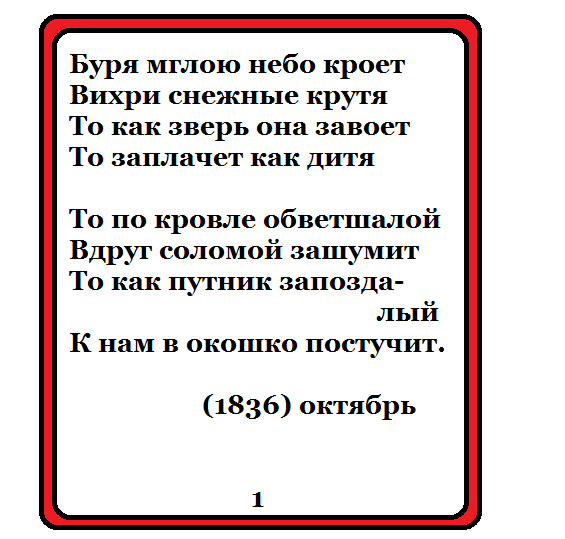 Буря мглою небо кроет
Вихри снежные крутя
То как зверь она завоет
То заплачет как дитя
То по кровле обветшалой
Вдруг соломой зашумит
То как путник запозда-
лый
К нам в окошко постучит.
(1836) октябрь
1